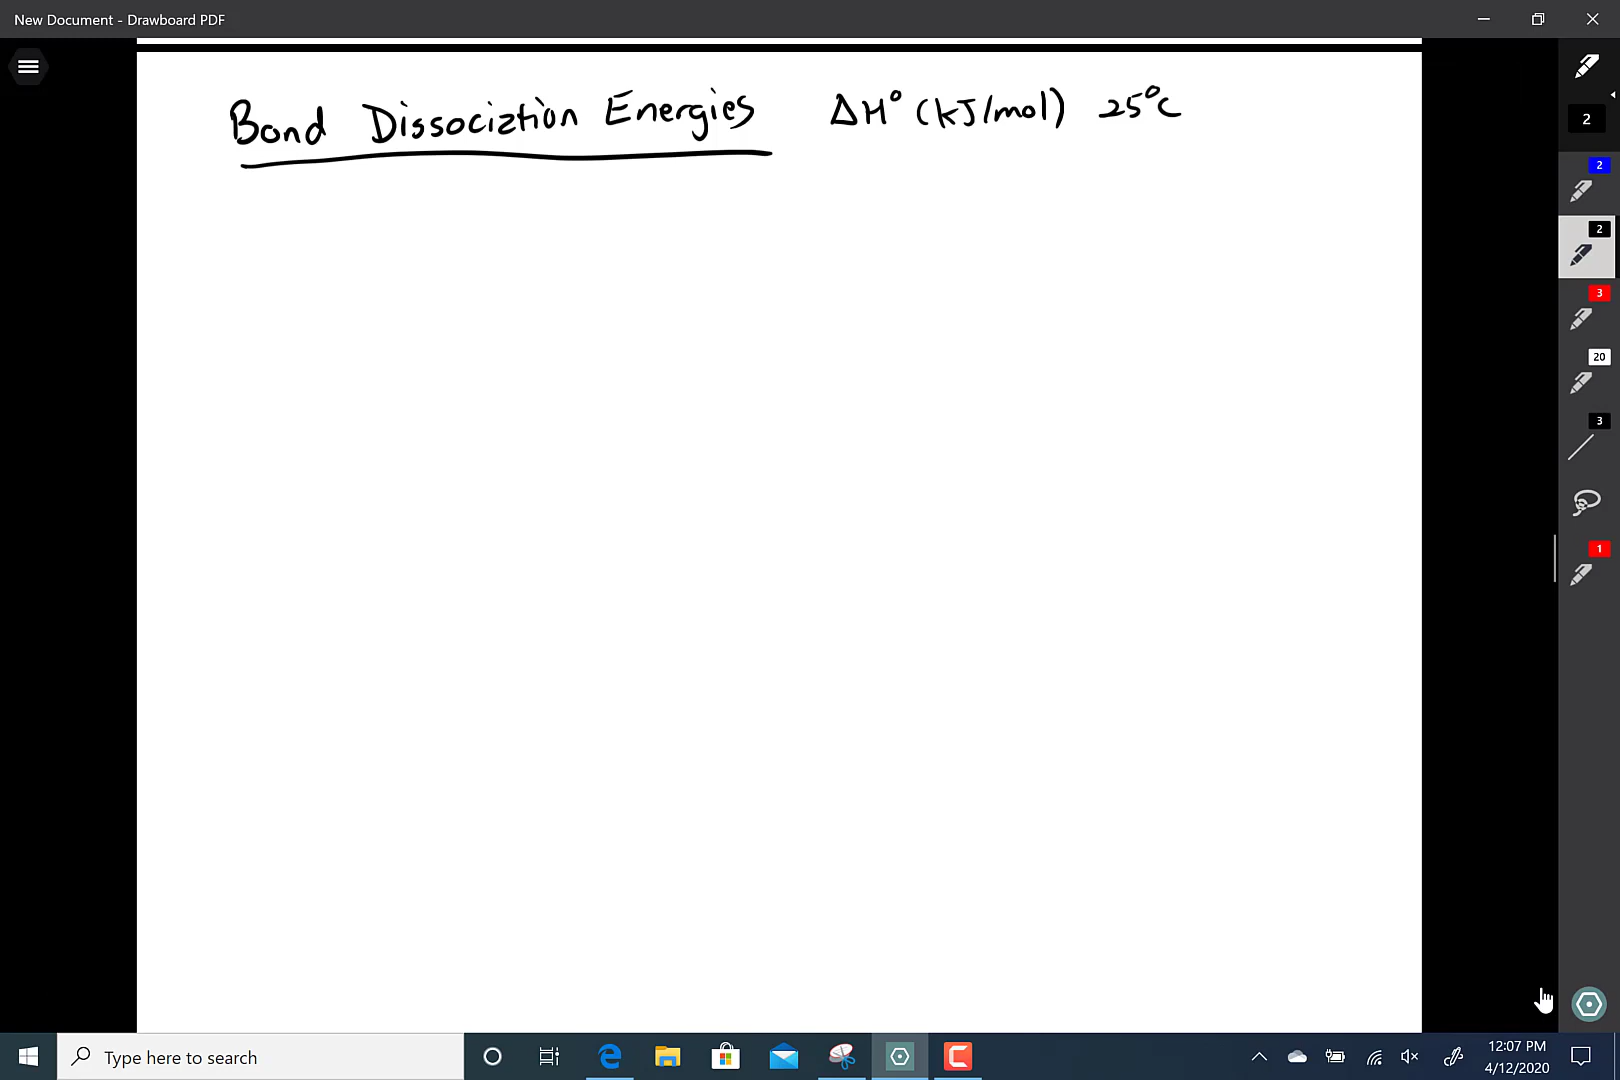 New Document - Drawboard PDF
Bond Dissociation Energies ΔH° (kJ/mol) 25°C
2
2
2
3
20
3
1
Type here to search
12:07 PM
4/12/2020